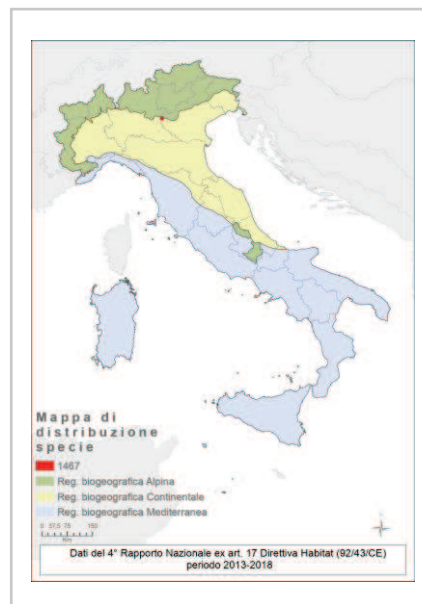 Mappa di
distribuzione
specie
1467
Reg. biogeografica Alpina
Reg. biogeografica Continentale
Reg. biogeografica Mediterranea
0 37,5 75 150
Km
Dati del 4° Rapporto Nazionale ex art. 17 Direttiva Habitat (92/43/CE)
periodo 2013-2018